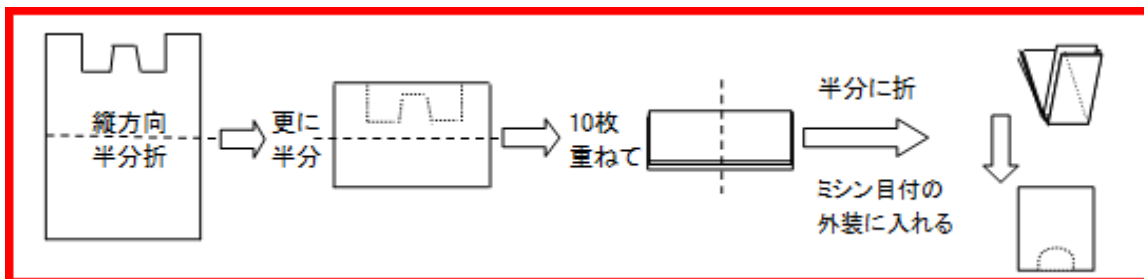 縦方向
半分折
更に
半分
10枚
重ねて
半分に折
ミシン目付の
外装に入れる